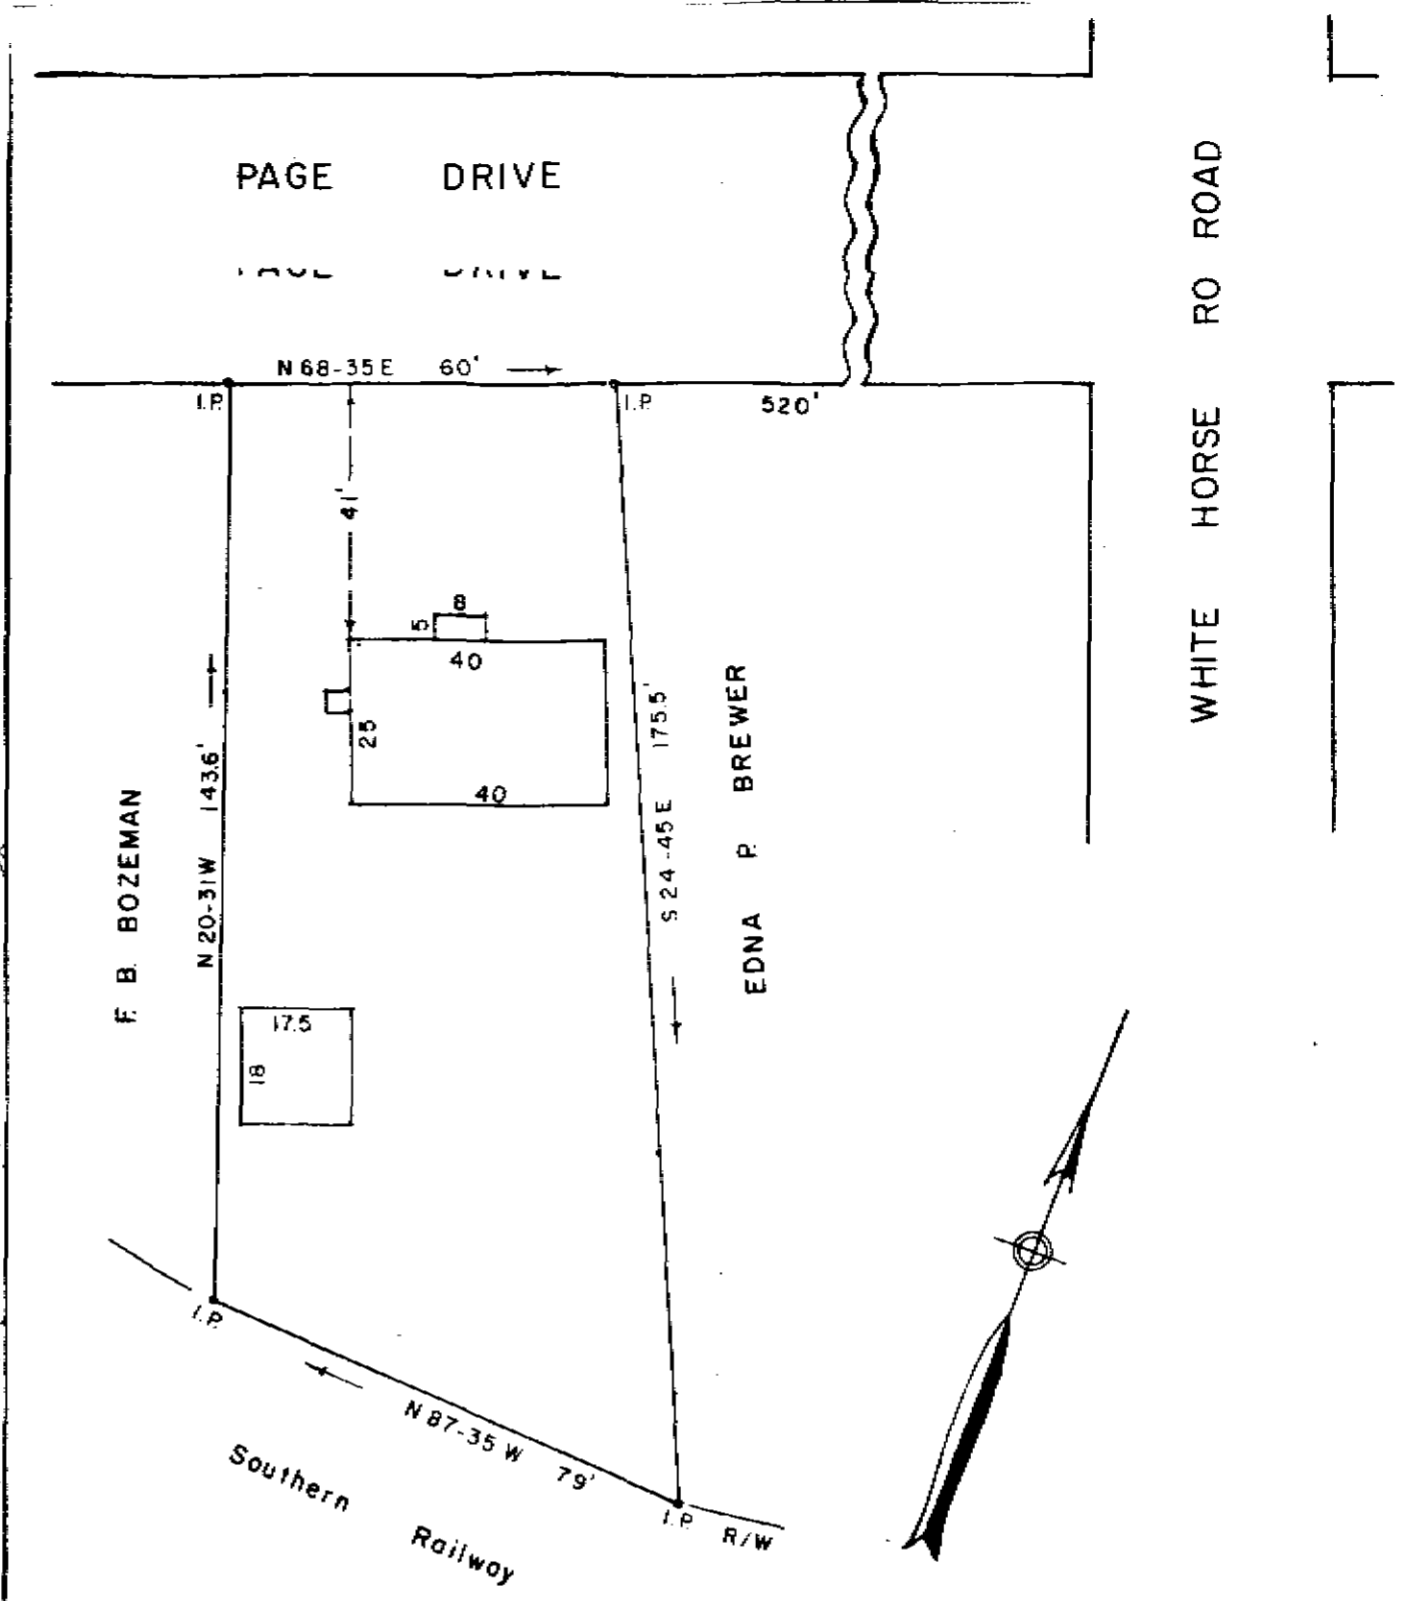 PAGE DRIVE
WHITE HORSE RO ROAD
N 68-35 E 60'
I.P.
I.P.
520'
41'
8
5
40
25
40
F. B. BOZEMAN
N 20-31 W 143.6'
S 24-45 E 175.5'
EDNA P. BREWER
17.5
18
I.P.
N 87-35 W 79'
I.P. R/W
Southern Railway